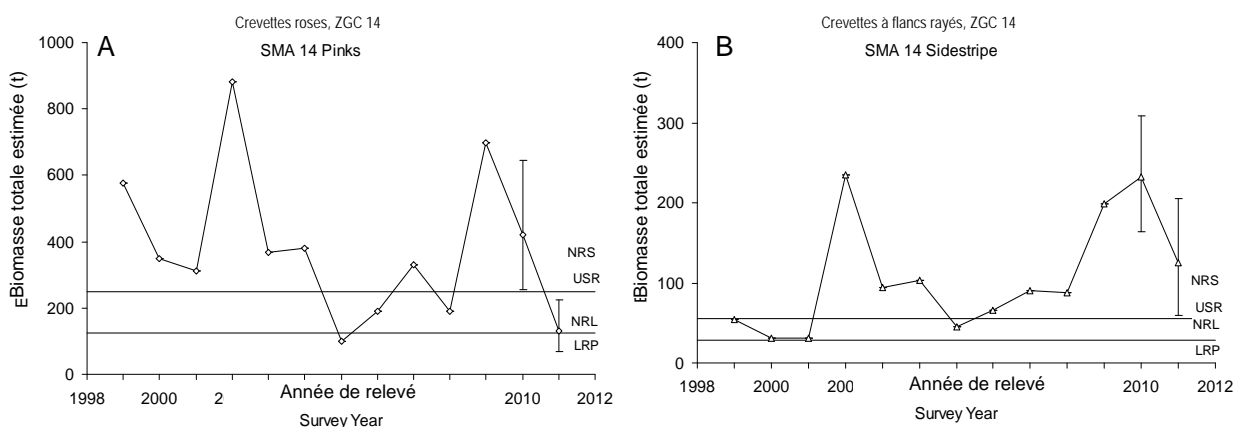 Crevettes roses, ZGC 14
A
SMA 14 Pinks
Biomasse totale estimée (t)
1000
800
600
400
200
0
NRS
USR
NRL
LRP
1998
2000
2
2010
2012
Année de relevé
Survey Year
Crevettes à flancs rayés, ZGC 14
B
SMA 14 Sidestripe
Biomasse totale estimée (t)
400
300
200
100
0
NRS
USR
NRL
LRP
1998
2000
200
2010
2012
Année de relevé
Survey Year